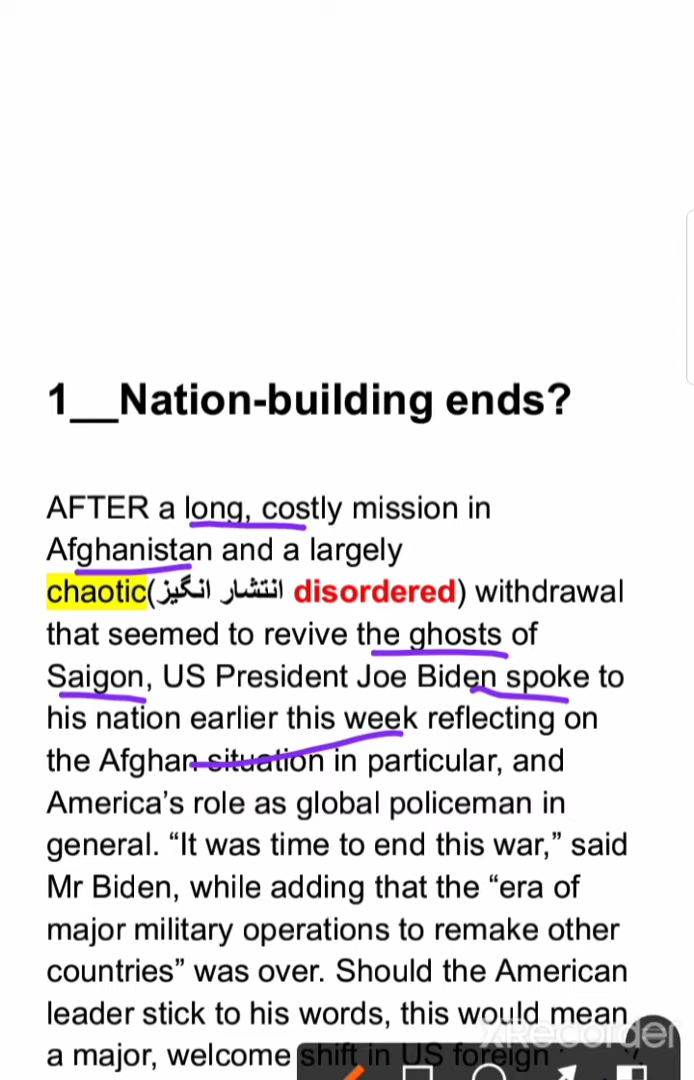 1__Nation-building ends?
AFTER a long, costly mission in
Afghanistan and a largely
chaotic(انتشار انگیز disordered) withdrawal
that seemed to revive the ghosts of
Saigon, US President Joe Biden spoke to
his nation earlier this week reflecting on
the Afghan situation in particular, and
America’s role as global policeman in
general. “It was time to end this war,” said
Mr Biden, while adding that the “era of
major military operations to remake other
countries” was over. Should the American
leader stick to his words, this would mean
XRecorder
a major, welcome shift in US foreign